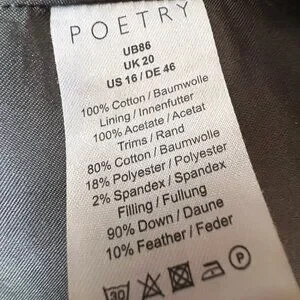 POETRY
UB86
UK 20
US 16 / DE 46
100% Cotton / Baumwolle
Lining / Innenfutter
100% Acetate / Acetat
Trims / Rand
80% Cotton / Baumwolle
18% Polyester / Polyester
2% Spandex / Spandex
Filling / Fullung
90% Down / Daune
10% Feather / Feder
30 P